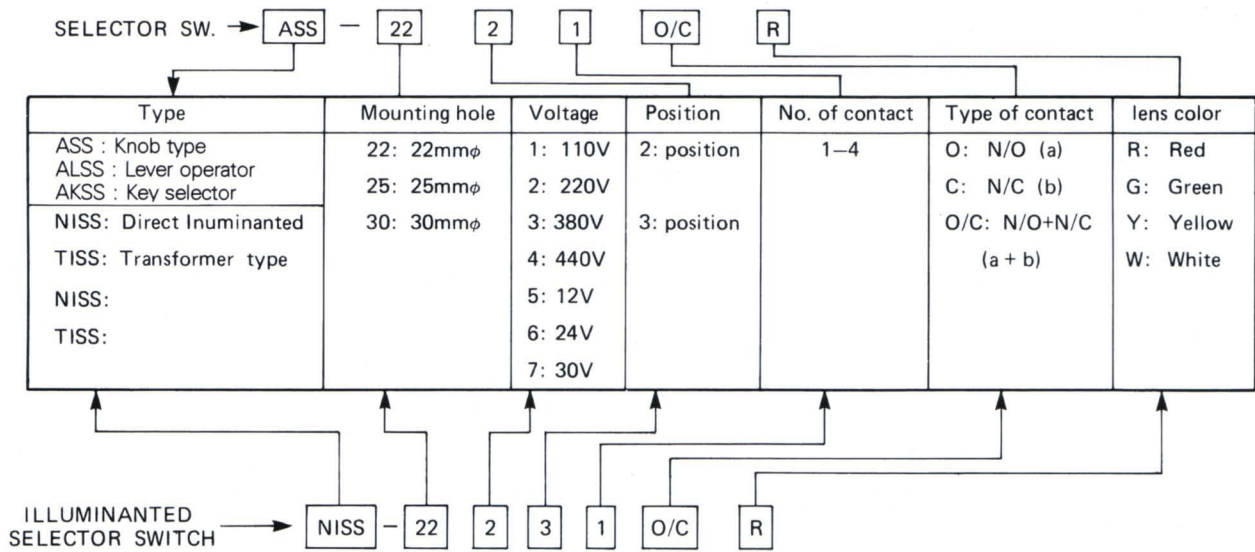 SELECTOR SW. ASS – 22 2 1 O/C R
Type Mounting hole Voltage Position No. of contact Type of contact lens color
ASS : Knob type 22: 22mmφ 1: 110V 2: position 1–4 O: N/O (a) R: Red
ALSS : Lever operator
AKSS : Key selector 25: 25mmφ 2: 220V C: N/C (b) G: Green
NISS: Direct Inuminanted 30: 30mmφ 3: 380V 3: position O/C: N/O+N/C Y: Yellow
TISS: Transformer type 4: 440V (a + b) W: White
NISS: 5: 12V
TISS: 6: 24V
7: 30V
ILLUMINANTED
SELECTOR SWITCH NISS – 22 2 3 1 O/C R